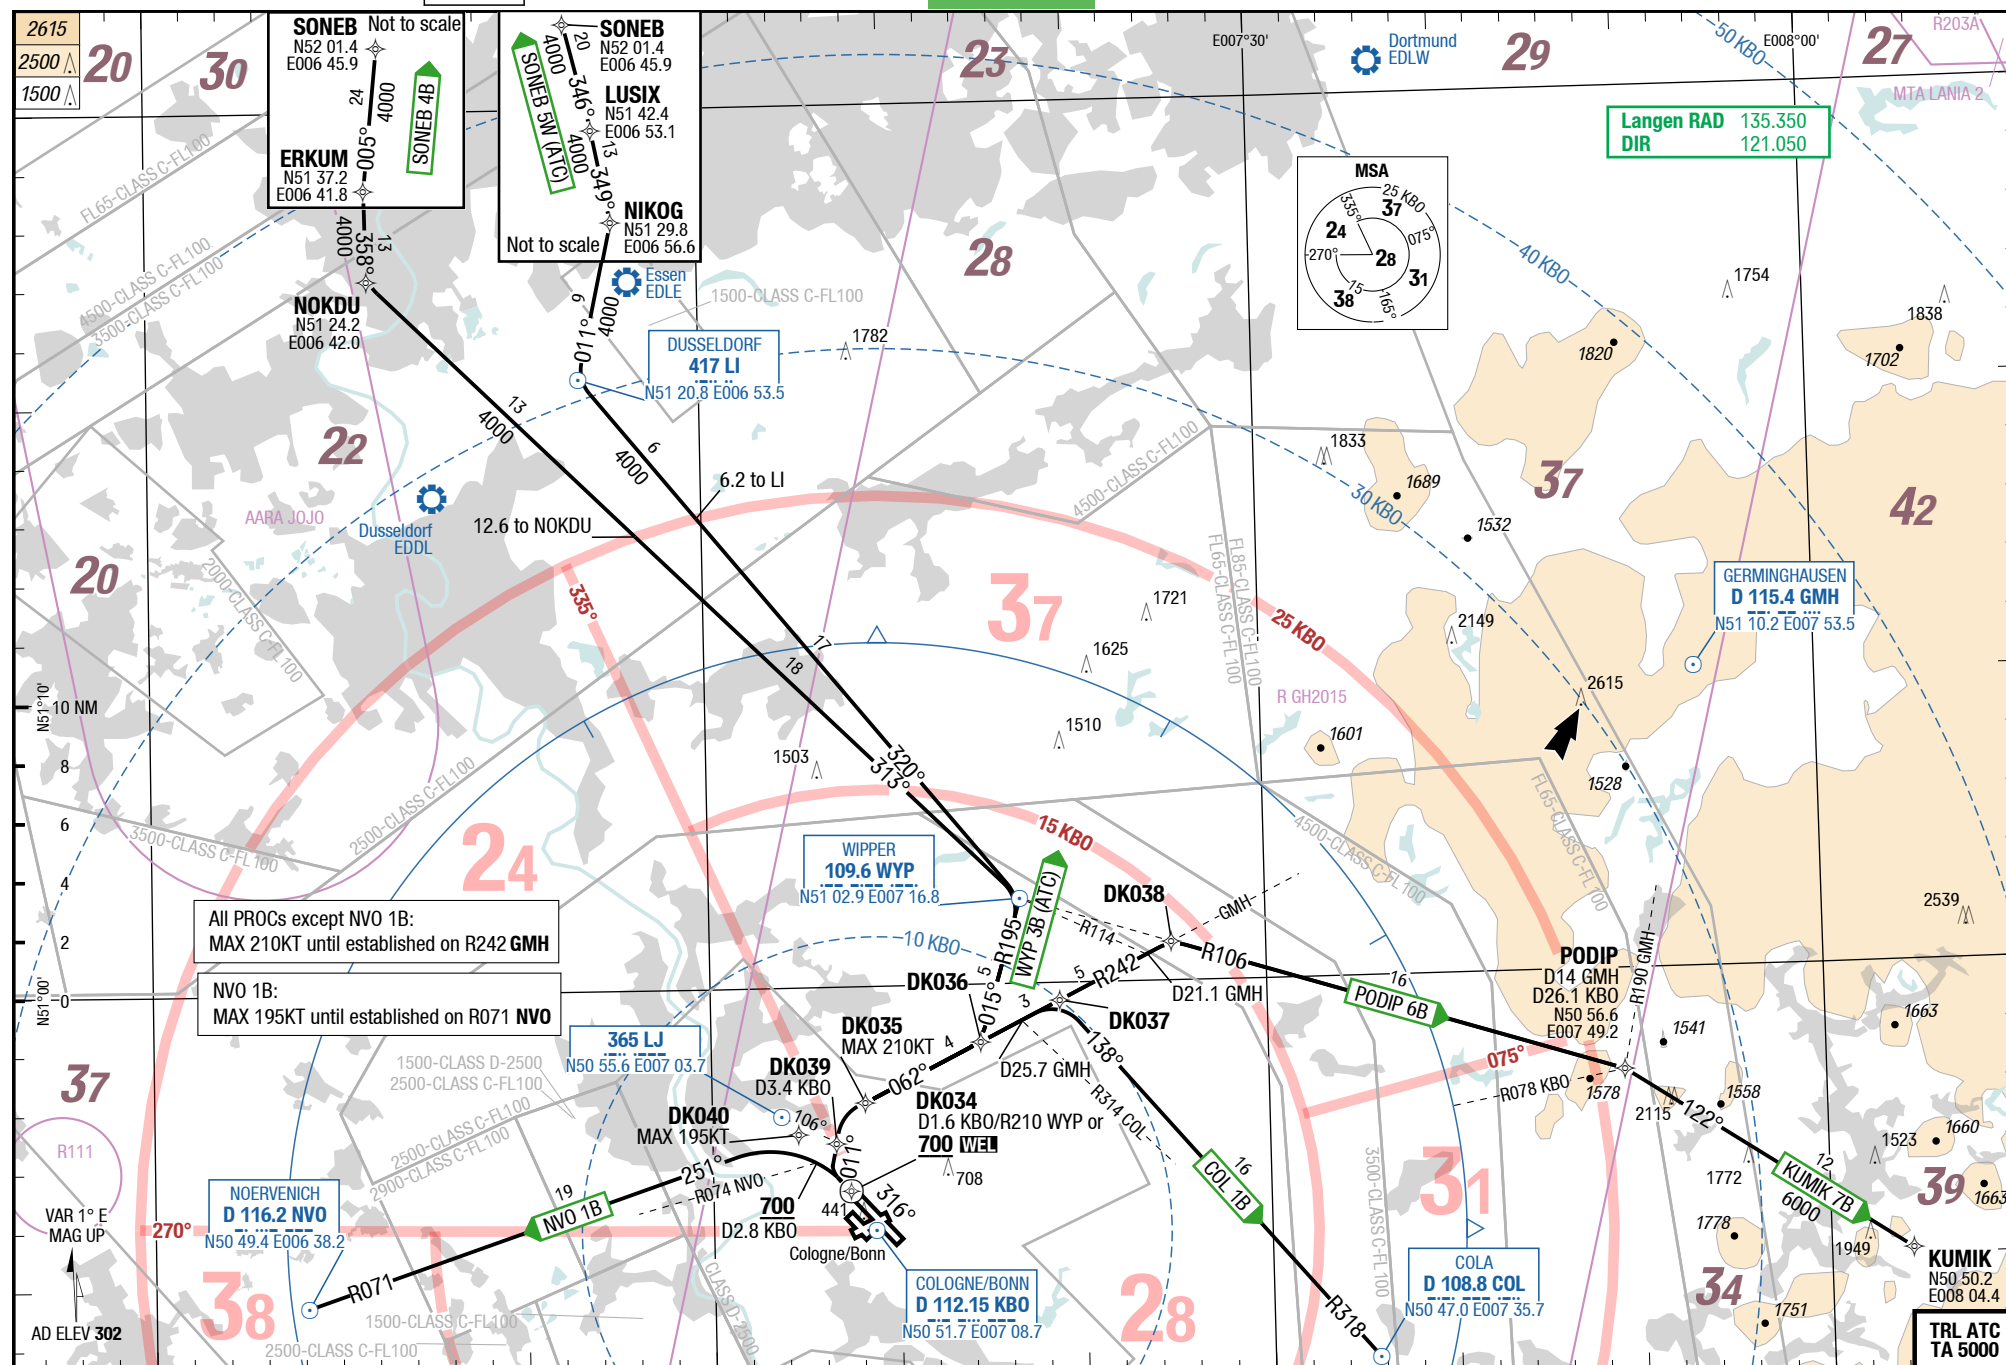 2615
2500
1500
20
30
SONEB
N52 01.4
E006 45.9
Not to scale
24
4000
005°
SONEB 4B
ERKUM
N51 37.2
E006 41.8
13
4000
358°
NOKDU
N51 24.2
E006 42.0
SONEB
N52 01.4
E006 45.9
20
4000
346°
SONEB 5W (ATC)
LUSIX
N51 42.4
E006 53.1
13
4000
349°
NIKOG
N51 29.8
E006 56.6
Not to scale
9
4000
011°
Essen
EDLE
1500-CLASS C-FL100
DUSSELDORF
417 LI
N51 20.8 E006 53.5
1782
23
28
E007°30'
Dortmund
EDLW
29
50 KBO
E008°00'
27
R203A
MTA LANIA 2
Langen RAD 135.350
DIR 121.050
MSA
25 KBO
335°
37
24
075°
270°
28
31
15
38
165°
40 KBO
1754
1838
1820
1702
FL65-CLASS C-FL100
4500-CLASS C-FL100
3500-CLASS C-FL100
13
4000
6
4000
6.2 to LI
12.6 to NOKDU
22
AARA JOJO
Dusseldorf
EDDL
20
2000-CLASS C-FL100
4500-CLASS C-FL100
1833
1689
30 KBO
1532
37
42
FL85-CLASS C-FL100
FL65-CLASS C-FL100
335°
37
25 KBO
1721
1625
2149
1510
GERMINGHAUSEN
D 115.4 GMH
N51 10.2 E007 53.5
2615
R GH2015
1601
1528
17
18
320°
313°
1503
N51°10'
10 NM
8
6
4
2
0
N51°00'
3500-CLASS C-FL100
2500-CLASS C-FL100
24
15 KBO
4500-CLASS C-FL100
FL65-CLASS C-FL100
WIPPER
109.6 WYP
N51 02.9 E007 16.8
All PROCs except NVO 1B:
MAX 210KT until established on R242 GMH
NVO 1B:
MAX 195KT until established on R071 NVO
10 KBO
R195
5
015°
WYP 3B (ATC)
DK038
GMH
R114
R106
5
R242
D21.1 GMH
16
PODIP 6B
PODIP
D14 GMH
D26.1 KBO
N50 56.6
E007 49.2
R190 GMH
2539
1663
1541
DK036
3
DK037
DK035
MAX 210KT
4
062°
D25.7 GMH
138°
R314 COL
075°
R078 KBO
1578
2115
1558
122°
1523
1660
1772
365 LJ
N50 55.6 E007 03.7
DK039
D3.4 KBO
106°
DK034
D1.6 KBO/R210 WYP or
700 WEL
708
DK040
MAX 195KT
011°
1500-CLASS D-2500
2500-CLASS C-FL100
2500-CLASS C-FL100
2900-CLASS C-FL100
37
R111
VAR 1° E
MAG UP
270°
NOERVENICH
D 116.2 NVO
N50 49.4 E006 38.2
19
NVO 1B
251°
R074 NVO
700
D2.8 KBO
441
316°
Cologne/Bonn
R071
38
AD ELEV 302
1500-CLASS C-FL100
2500-CLASS C-FL100
CLASS D-2500
COLOGNE/BONN
D 112.15 KBO
N50 51.7 E007 08.7
28
16
COL 1B
R318
31
3500-CLASS C-FL 100
COLA
D 108.8 COL
N50 47.0 E007 35.7
12
KUMIK 7B
6000
39
1663
1778
1949
34
1751
KUMIK
N50 50.2
E008 04.4
TRL ATC
TA 5000